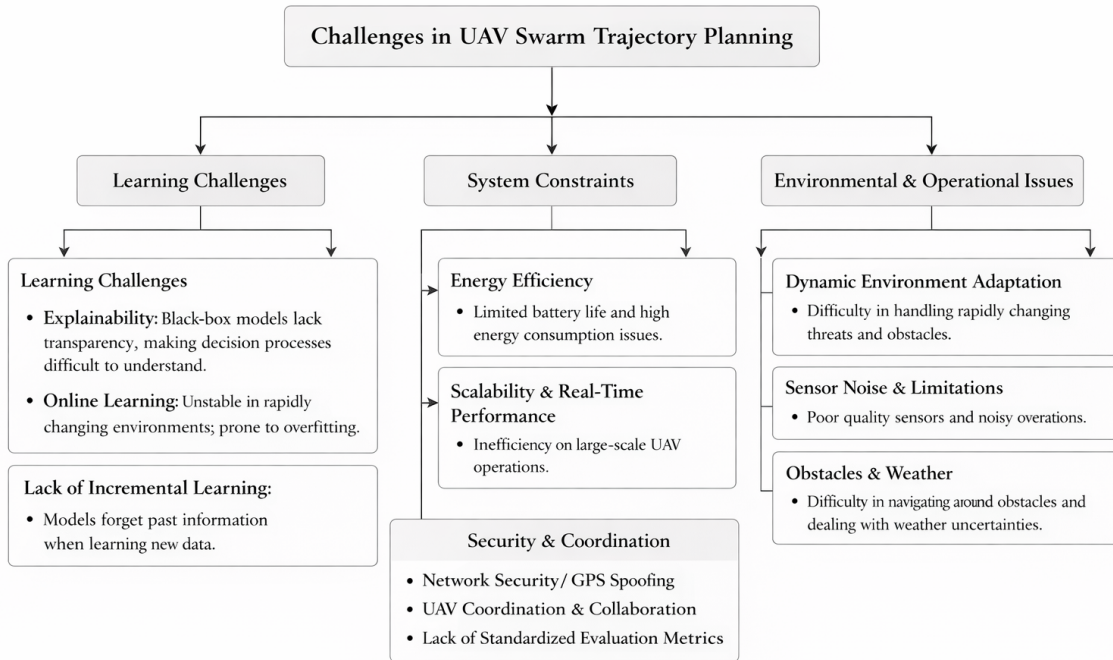 Challenges in UAV Swarm Trajectory Planning
Learning Challenges
System Constraints
Environmental & Operational Issues
Learning Challenges
• Explainability: Black-box models lack
transparency, making decision processes
difficult to understand.
• Online Learning: Unstable in rapidly
changing environments; prone to overfitting.
Lack of Incremental Learning:
• Models forget past information
when learning new data.
Energy Efficiency
• Limited battery life and high
energy consumption issues.
Scalability & Real-Time
Performance
• Inefficiency on large-scale UAV
operations.
Security & Coordination
• Network Security/ GPS Spoofing
• UAV Coordination & Collaboration
• Lack of Standardized Evaluation Metrics
Dynamic Environment Adaptation
• Difficulty in handling rapidly changing
threats and obstacles.
Sensor Noise & Limitations
• Poor quality sensors and noisy overations.
Obstacles & Weather
• Difficulty in navigating around obstacles and
dealing with weather uncertainties.